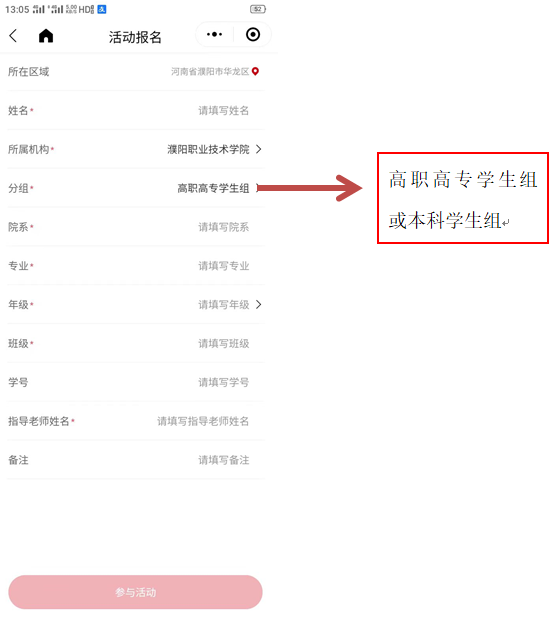 13:05 HD 52
活动报名
所在区域 河南省濮阳市华龙区
姓名* 请填写姓名
所属机构* 濮阳职业技术学院
分组* 高职高专学生组
高职高专学生组
或本科学生组
院系* 请填写院系
专业* 请填写专业
年级* 请填写年级
班级* 请填写班级
学号 请填写学号
指导老师姓名* 请填写指导老师姓名
备注 请填写备注
参与活动